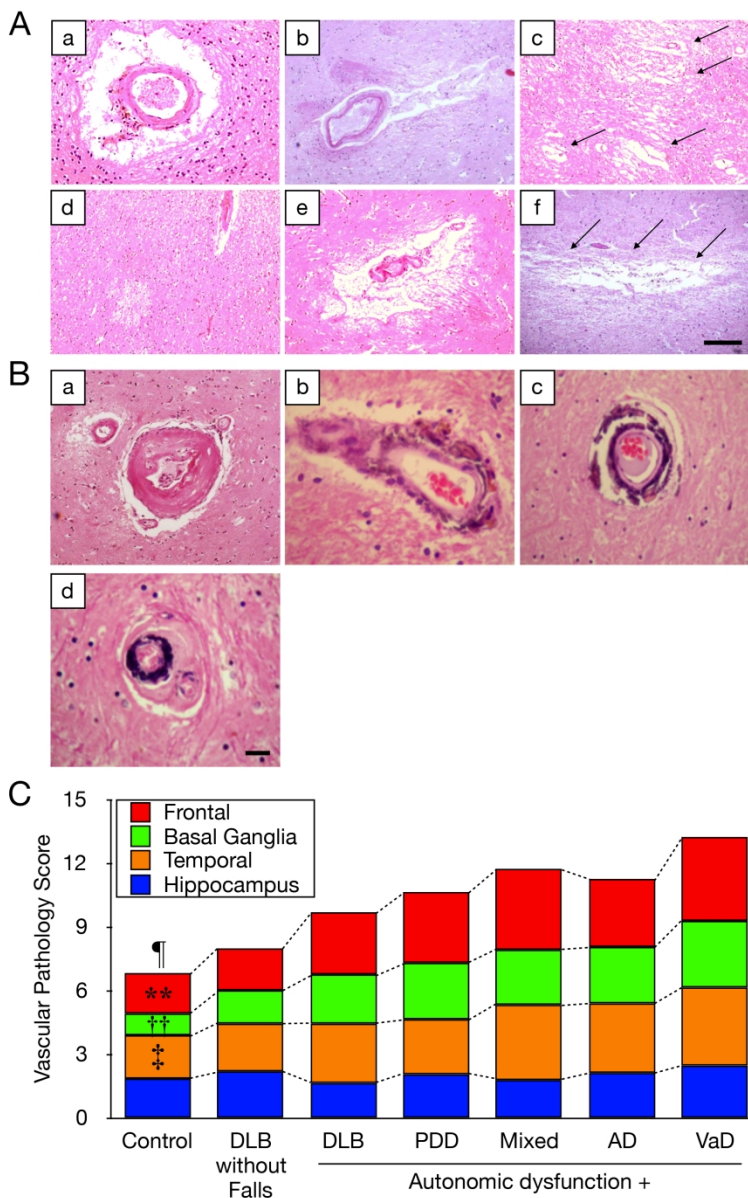 A
a
b
c
d
e
f
B
a
b
c
d
C
Vascular Pathology Score
15
12
9
6
3
0
Frontal
Basal Ganglia
Temporal
Hippocampus
¶
**
††
‡
‡
Control
DLB
without
Falls
DLB
PDD
Mixed
AD
VaD
Autonomic dysfunction +